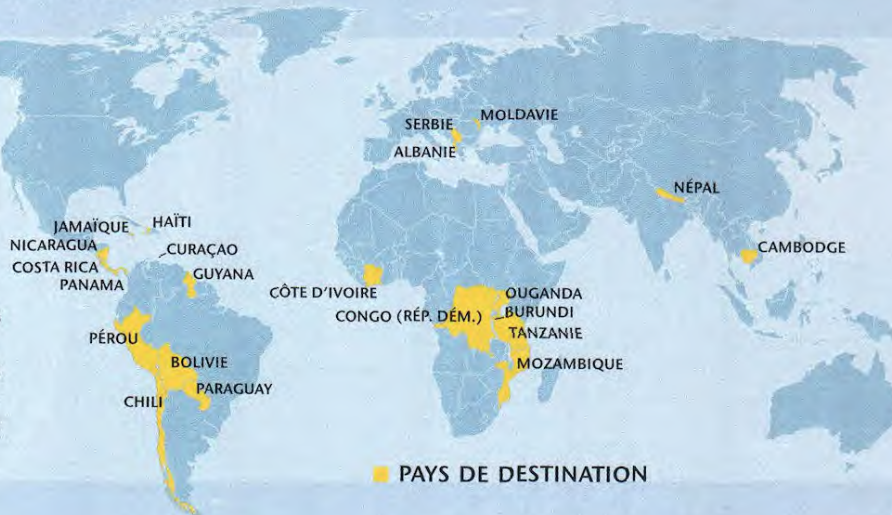 MOLDAVIE
SERBIE
ALBANIE
NÉPAL
JAMAÏQUE
HAÏTI
NICARAGUA
CURAÇAO
CAMBODGE
COSTA RICA
GUYANA
PANAMA
CÔTE D'IVOIRE
OUGANDA
CONGO (RÉP. DÉM.)
BURUNDI
TANZANIE
PÉROU
BOLIVIE
MOZAMBIQUE
PARAGUAY
CHILI
PAYS DE DESTINATION